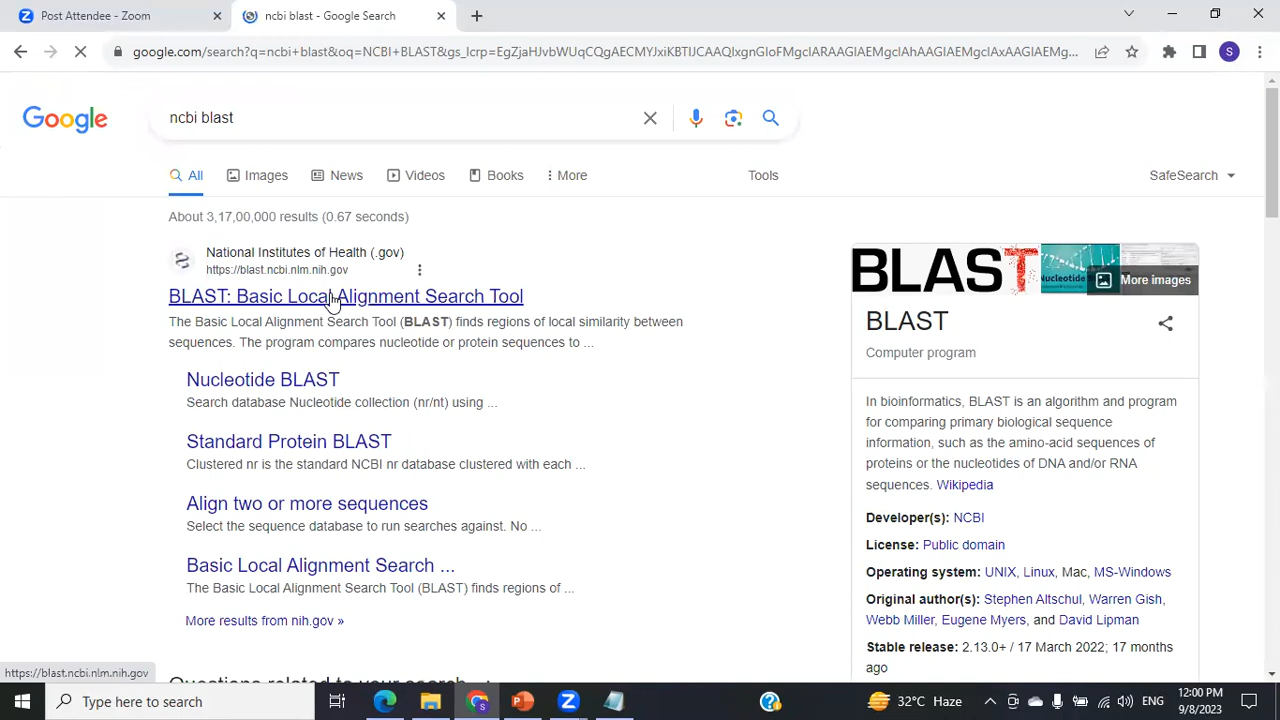 Post Attendee - Zoom
ncbi blast - Google Search
google.com/search?q=ncbi+blast&oq=NCBI+BLAST&gs_lcrp=EgZjaHJvbWUqCQgAECMYJxiKBTIJCAAQIxgnGIoFMgcIARAAGIAEMgcIAhAAGIAEMgcIAxAAGIAEM...
S
Google
ncbi blast
All
Images
News
Videos
Books
More
Tools
SafeSearch
About 3,17,00,000 results (0.67 seconds)
National Institutes of Health (.gov)
https://blast.ncbi.nlm.nih.gov
BLAST: Basic Local Alignment Search Tool
The Basic Local Alignment Search Tool (BLAST) finds regions of local similarity between
sequences. The program compares nucleotide or protein sequences to ...
Nucleotide BLAST
Search database Nucleotide collection (nr/nt) using ...
Standard Protein BLAST
Clustered nr is the standard NCBI nr database clustered with each ...
Align two or more sequences
Select the sequence database to run searches against. No ...
Basic Local Alignment Search ...
The Basic Local Alignment Search Tool (BLAST) finds regions of ...
More results from nih.gov »
BLAST
Nucleotide
More images
BLAST
Computer program
In bioinformatics, BLAST is an algorithm and program
for comparing primary biological sequence
information, such as the amino-acid sequences of
proteins or the nucleotides of DNA and/or RNA
sequences. Wikipedia
Developer(s): NCBI
License: Public domain
Operating system: UNIX, Linux, Mac, MS-Windows
Original author(s): Stephen Altschul, Warren Gish,
Webb Miller, Eugene Myers, and David Lipman
Stable release: 2.13.0+ / 17 March 2022; 17 months
ago
https://blast.ncbi.nlm.nih.gov
Type here to search
32°C Haze
ENG
12:00 PM
9/8/2023